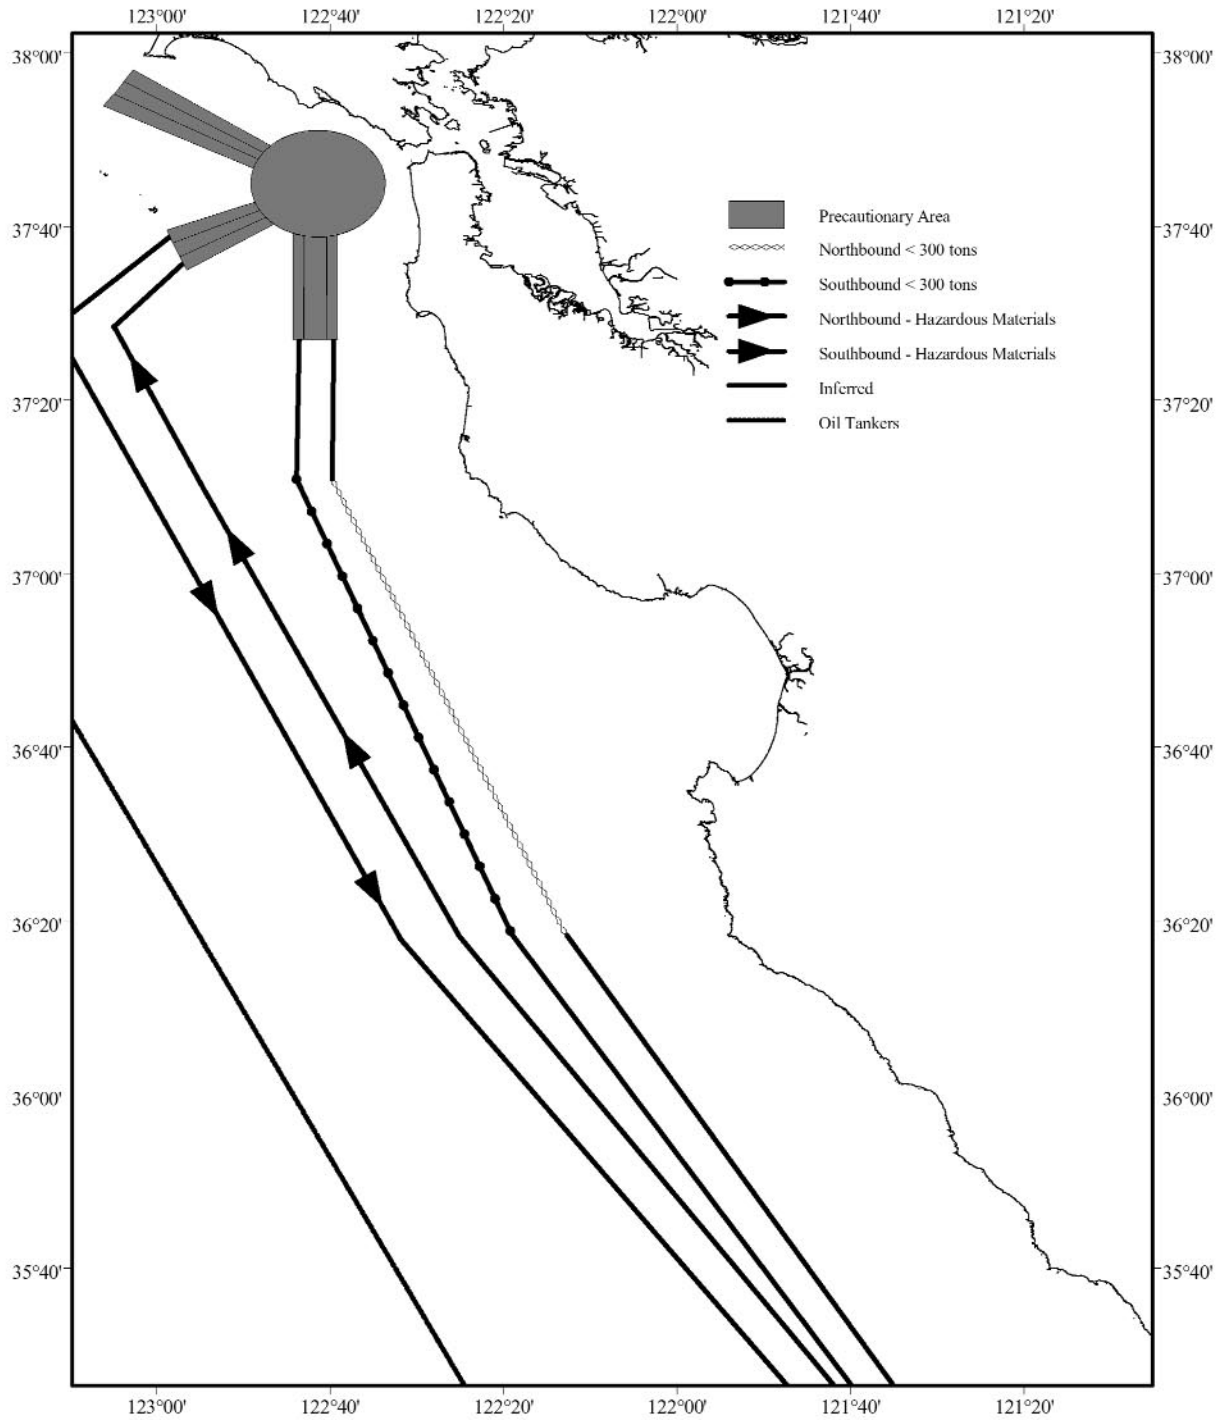 123°00' 122°40' 122°20' 122°00' 121°40' 121°20'
38°00' 38°00'
Precautionary Area
37°40' 37°40'
Northbound < 300 tons
Southbound < 300 tons
Northbound - Hazardous Materials
Southbound - Hazardous Materials
Inferred
37°20' 37°20'
Oil Tankers
37°00' 37°00'
36°40' 36°40'
36°20' 36°20'
36°00' 36°00'
35°40' 35°40'
123°00' 122°40' 122°20' 122°00' 121°40' 121°20'